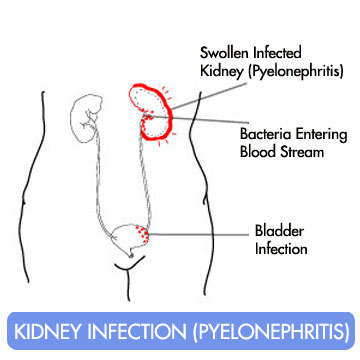 Swollen Infected
Kidney (Pyelonephritis)
Bacteria Entering
Blood Stream
Bladder
Infection
KIDNEY INFECTION (PYELONEPHRITIS)